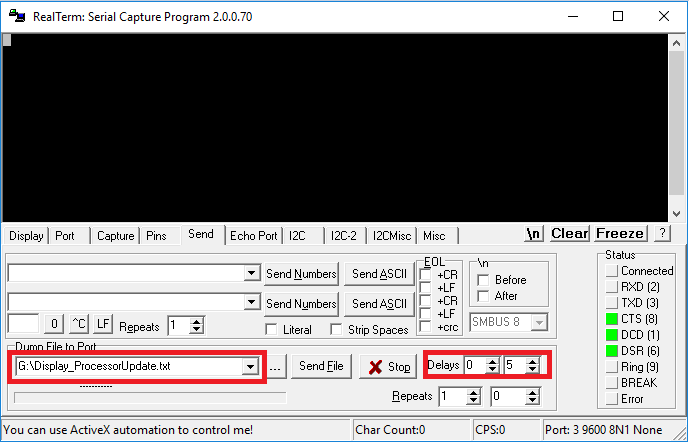 RealTerm: Serial Capture Program 2.0.0.70
Display Port Capture Pins Send Echo Port I2C I2C-2 I2CMisc Misc \n Clear Freeze ?
Send Numbers Send ASCII
Send Numbers Send ASCII
0 ^C LF Repeats 1 Literal Strip Spaces
EOL
+CR
+LF
+CR
+LF
+crc
\n
Before
After
SMBUS 8
Dump File to Port
G:\Display_ProcessorUpdate.txt ... Send File Stop Delays 0 5
Repeats 1 0
Status
Connected
RXD (2)
TXD (3)
CTS (8)
DCD (1)
DSR (6)
Ring (9)
BREAK
Error
You can use ActiveX automation to control me! Char Count:0 CPS:0 Port: 3 9600 8N1 None